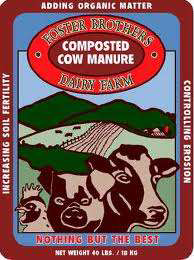 ADDING ORGANIC MATTER
FOSTER BROTHERS
COMPOSTED
COW MANURE
DAIRY FARM
INCREASING SOIL FERTILITY
CONTROLLING EROSION
NOTHING BUT THE BEST
NET WEIGHT 40 LBS. / 18 KG